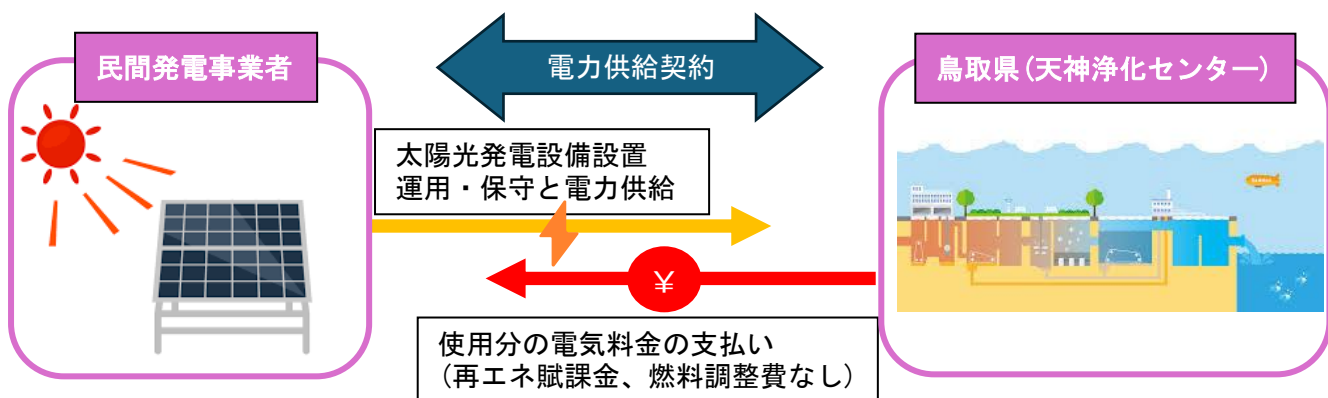 民間発電事業者
電力供給契約
鳥取県(天神浄化センター)
太陽光発電設備設置
運用・保守と電力供給
¥
使用分の電気料金の支払い
(再エネ賦課金、燃料調整費なし)